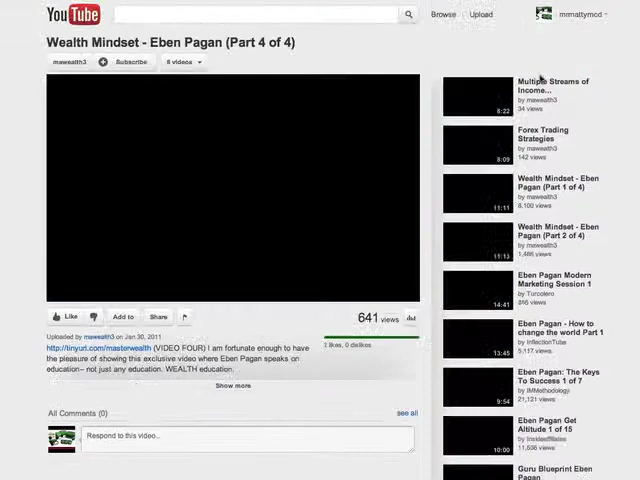 YouTube
Browse
Upload
mrmattymcd
Wealth Mindset - Eben Pagan (Part 4 of 4)
mawealth3
Subscribe
6 videos
Like
Add to
Share
641 views
Uploaded by mawealth3 on Jan 30, 2011
1 likes, 0 dislikes
http://tinyurl.com/masterwealth (VIDEO FOUR) I am fortunate enough to have
the pleasure of showing this exclusive video where Eben Pagan speaks on
education-- not just any education. WEALTH education.
Show more
All Comments (0)
see all
Respond to this video...
Multiple Streams of
Income...
by mawealth3
34 views
6:22
Forex Trading
Strategies
by mawealth3
142 views
8:09
Wealth Mindset - Eben
Pagan (Part 1 of 4)
by mawealth3
8,100 views
11:11
Wealth Mindset - Eben
Pagan (Part 2 of 4)
by mawealth3
1,466 views
11:13
Eben Pagan Modern
Marketing Session 1
by Turcolero
views
14:41
Eben Pagan - How to
change the world Part 1
by InflectionTube
5,117 views
13:45
Eben Pagan: The Keys
To Success 1 of 7
by IMMethodology
21,121 views
9:54
Eben Pagan Get
Altitude 1 of 15
by
views
10:00
Guru Blueprint Eben
Pagan